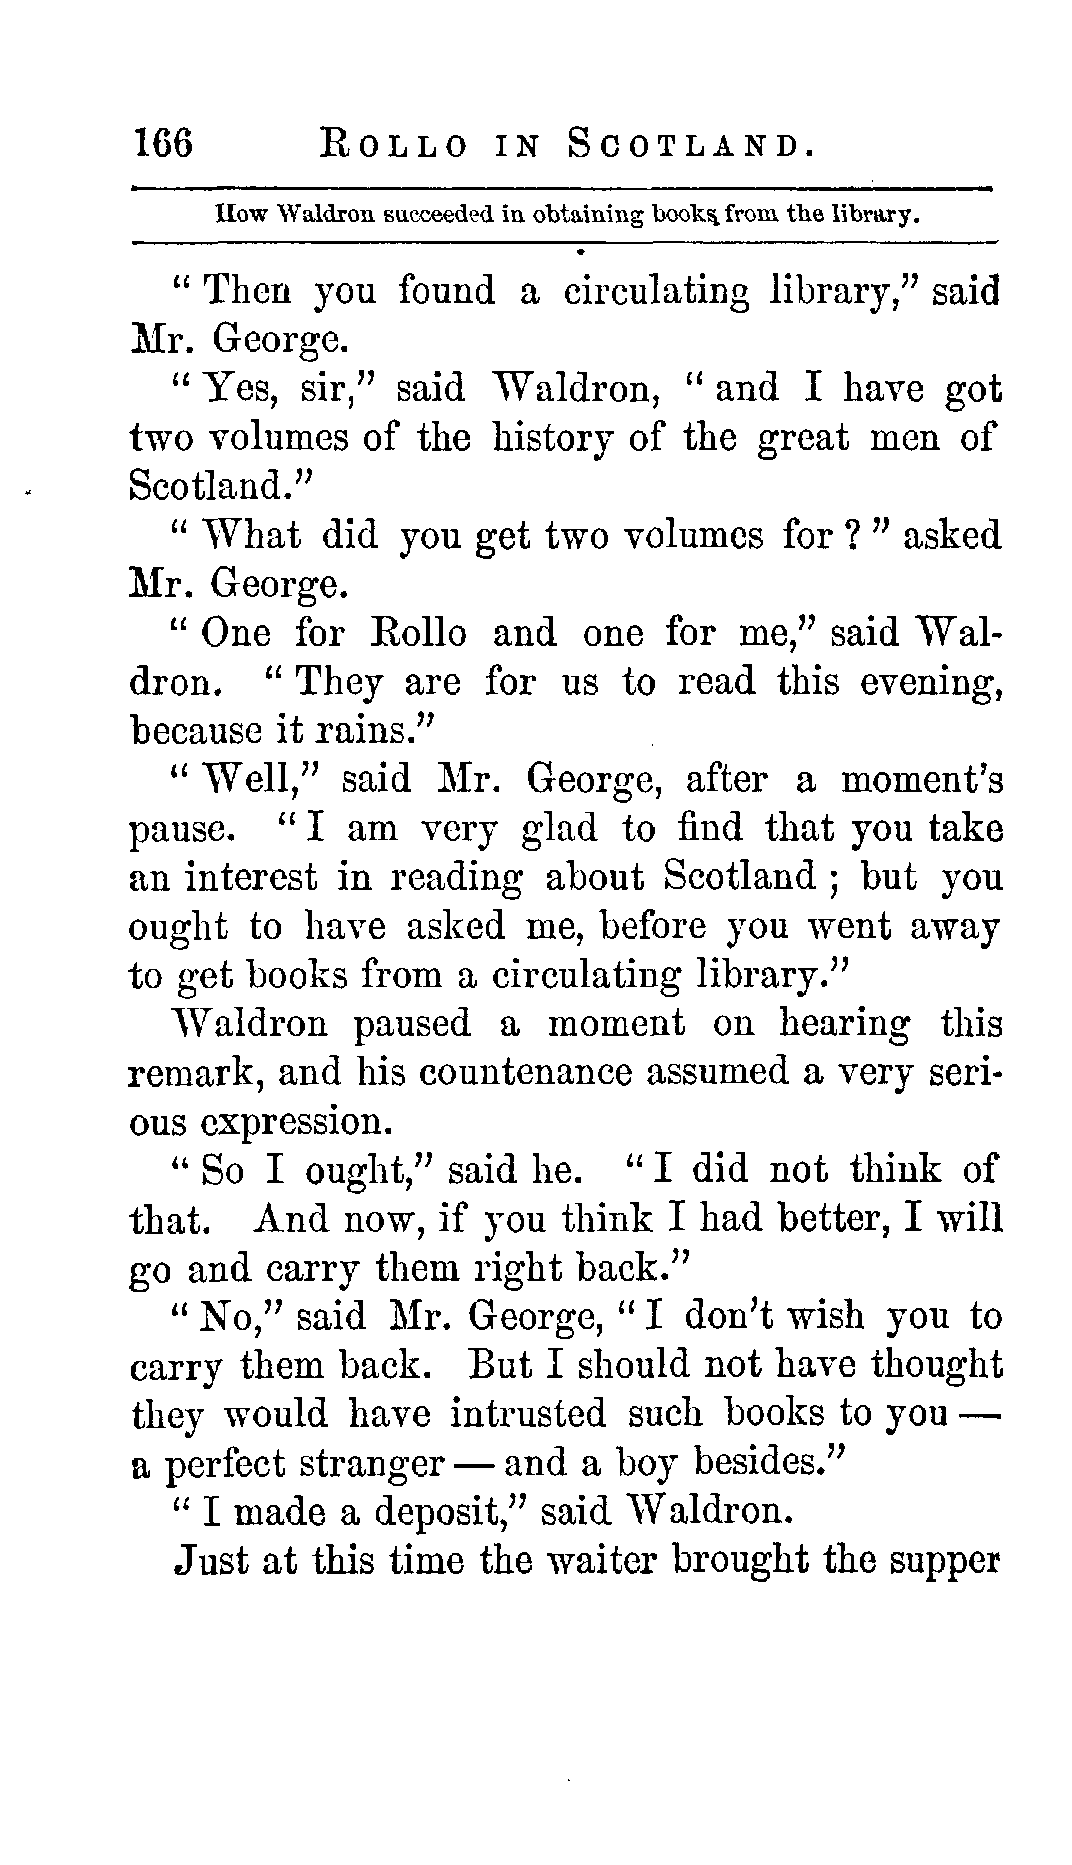 166 ROLLO IN SCOTLAND.
How Waldron succeeded in obtaining books from the library.
“ Then you found a circulating library,” said
Mr. George.
“ Yes, sir,” said Waldron, “ and I have got
two volumes of the history of the great men of
Scotland.”
“ What did you get two volumes for ? ” asked
Mr. George.
“ One for Rollo and one for me,” said Wal-
dron. “ They are for us to read this evening,
because it rains.”
“ Well,” said Mr. George, after a moment’s
pause. “ I am very glad to find that you take
an interest in reading about Scotland ; but you
ought to have asked me, before you went away
to get books from a circulating library.”
Waldron paused a moment on hearing this
remark, and his countenance assumed a very seri-
ous expression.
“ So I ought,” said he. “ I did not think of
that. And now, if you think I had better, I will
go and carry them right back.”
“ No,” said Mr. George, “ I don’t wish you to
carry them back. But I should not have thought
they would have intrusted such books to you —
a perfect stranger — and a boy besides.”
“ I made a deposit,” said Waldron.
Just at this time the waiter brought the supper